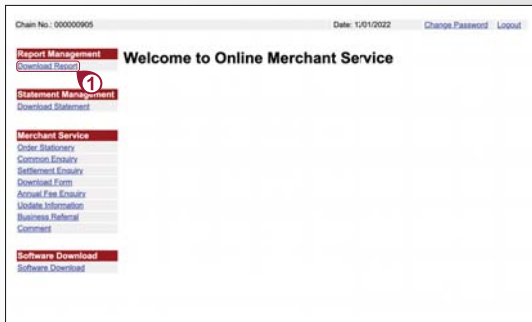 Chain No.: 000000905 Date: 1/01/2022 Change Password Logout
Report Management
Download Report
1
Welcome to Online Merchant Service
Statement Management
Download Statement
Merchant Service
Order Stationery
Common Enquiry
Settlement Enquiry
Download Form
Annual Fee Enquiry
Update Information
Business Referral
Comment
Software Download
Software Download